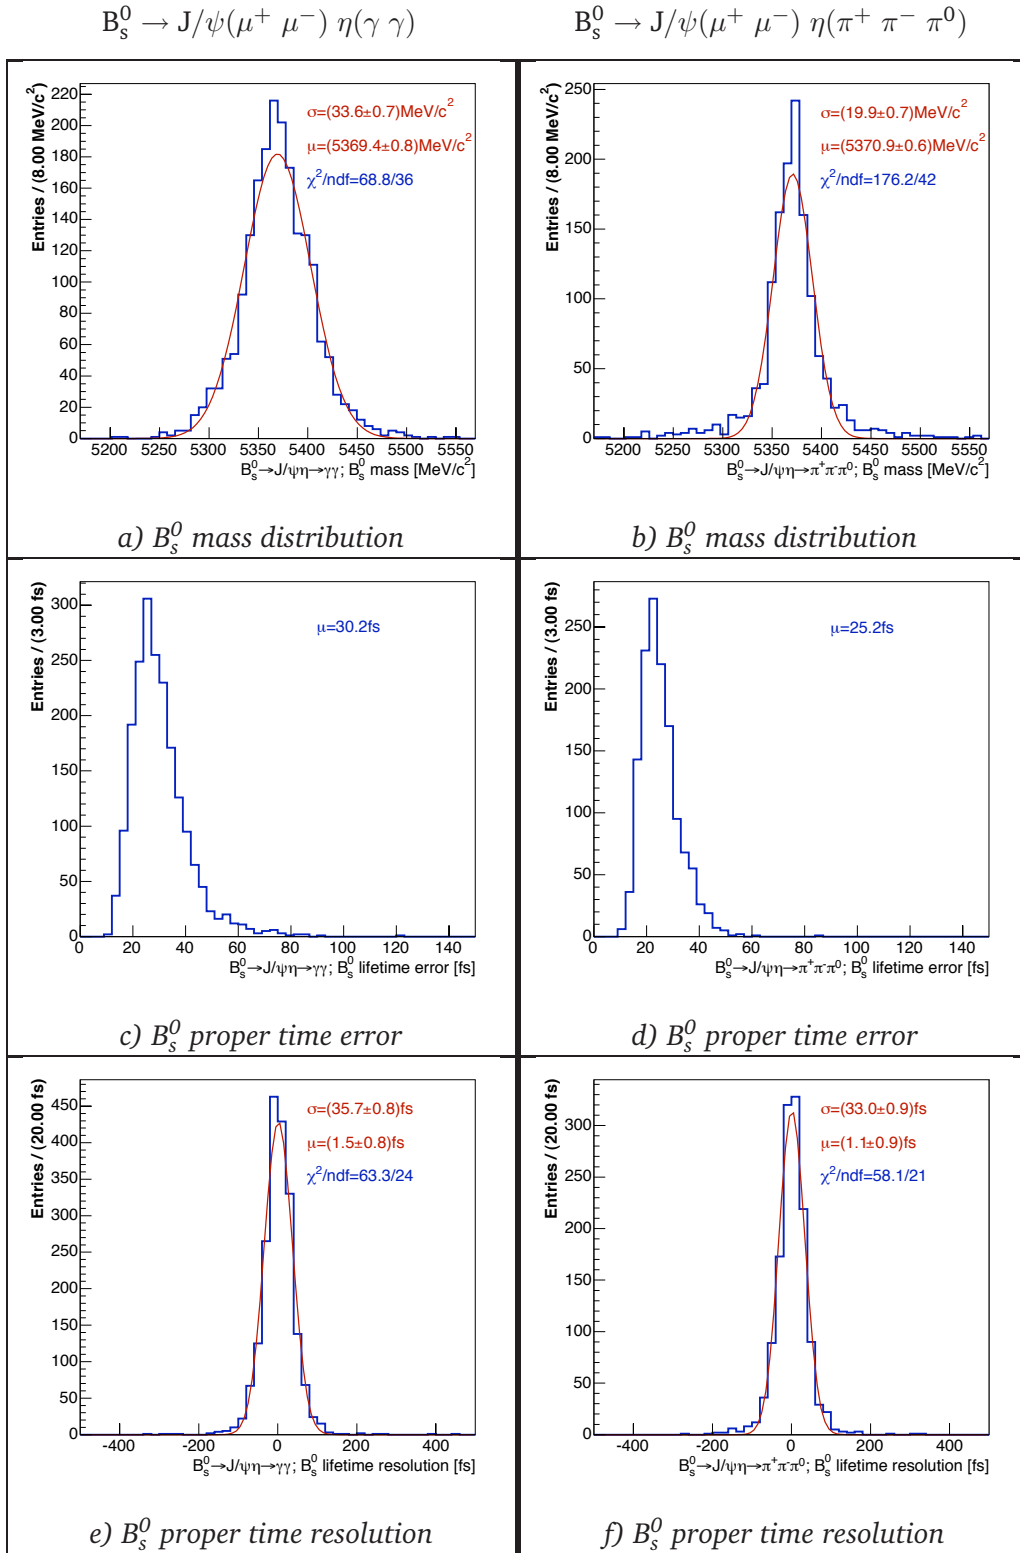 B⁰ₛ → J/ψ(μ⁺ μ⁻) η(γ γ)
B⁰ₛ → J/ψ(μ⁺ μ⁻) η(π⁺ π⁻ π⁰)
Entries / (8.00 MeV/c²)
220
200
180
160
140
120
100
80
60
40
20
0
σ=(33.6±0.7)MeV/c²
μ=(5369.4±0.8)MeV/c²
χ²/ndf=68.8/36
5200 5250 5300 5350 5400 5450 5500 5550
B⁰ₛ→J/ψη→γγ; B⁰ₛ mass [MeV/c²]
a) B⁰ₛ mass distribution
Entries / (8.00 MeV/c²)
250
200
150
100
50
0
σ=(19.9±0.7)MeV/c²
μ=(5370.9±0.6)MeV/c²
χ²/ndf=176.2/42
5200 5250 5300 5350 5400 5450 5500 5550
B⁰ₛ→J/ψη→π⁺π⁻π⁰; B⁰ₛ mass [MeV/c²]
b) B⁰ₛ mass distribution
Entries / (3.00 fs)
300
250
200
150
100
50
0
μ=30.2fs
0 20 40 60 80 100 120 140
B⁰ₛ→J/ψη→γγ; B⁰ₛ lifetime error [fs]
c) B⁰ₛ proper time error
Entries / (3.00 fs)
250
200
150
100
50
0
μ=25.2fs
0 20 40 60 80 100 120 140
B⁰ₛ→J/ψη→π⁺π⁻π⁰; B⁰ₛ lifetime error [fs]
d) B⁰ₛ proper time error
Entries / (20.00 fs)
450
400
350
300
250
200
150
100
50
0
σ=(35.7±0.8)fs
μ=(1.5±0.8)fs
χ²/ndf=63.3/24
-400 -200 0 200 400
B⁰ₛ→J/ψη→γγ; B⁰ₛ lifetime resolution [fs]
e) B⁰ₛ proper time resolution
Entries / (20.00 fs)
300
250
200
150
100
50
0
σ=(33.0±0.9)fs
μ=(1.1±0.9)fs
χ²/ndf=58.1/21
-400 -200 0 200 400
B⁰ₛ→J/ψη→π⁺π⁻π⁰; B⁰ₛ lifetime resolution [fs]
f) B⁰ₛ proper time resolution